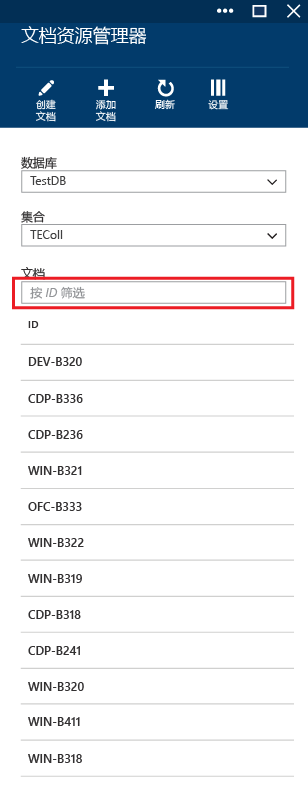 文档资源管理器
创建
文档
添加
文档
刷新
设置
数据库
TestDB
集合
TEColl
文档
按 ID 筛选
ID
DEV-B320
CDP-B336
CDP-B236
WIN-B321
OFC-B333
WIN-B322
WIN-B319
CDP-B318
CDP-B241
WIN-B320
WIN-B411
WIN-B318